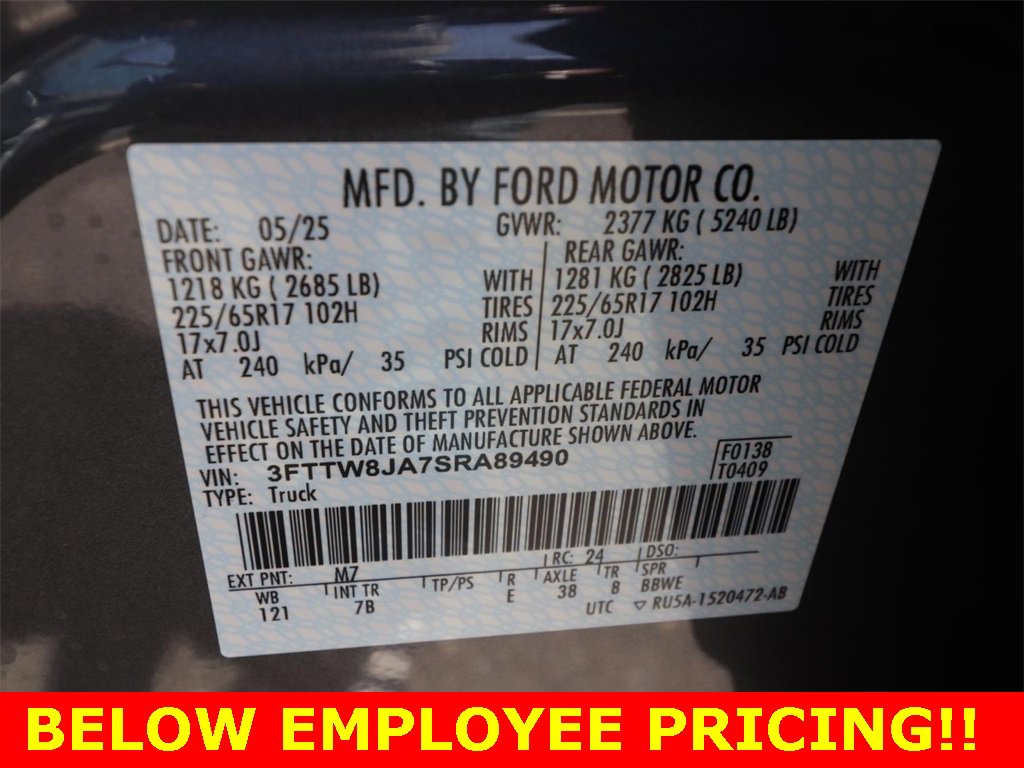 MFD. BY FORD MOTOR CO.
DATE: 05/25 GVWR: 2377 KG ( 5240 LB)
FRONT GAWR: REAR GAWR:
1218 KG ( 2685 LB) WITH 1281 KG ( 2825 LB) WITH
225/65R17 102H TIRES 225/65R17 102H TIRES
17x7.0J RIMS 17x7.0J RIMS
AT 240 kPa/ 35 PSI COLD AT 240 kPa/ 35 PSI COLD
THIS VEHICLE CONFORMS TO ALL APPLICABLE FEDERAL MOTOR
VEHICLE SAFETY AND THEFT PREVENTION STANDARDS IN
EFFECT ON THE DATE OF MANUFACTURE SHOWN ABOVE.
VIN: 3FTTW8JA7SRA89490 F0138
TYPE: Truck T0409
EXT PNT: M7 RC: 24 DSO:
WB INT TR TP/PS R AXLE TR SPR
121 7B E 38 8 BBWE
UTC ▽ RU5A-1520472-AB
BELOW EMPLOYEE PRICING!!